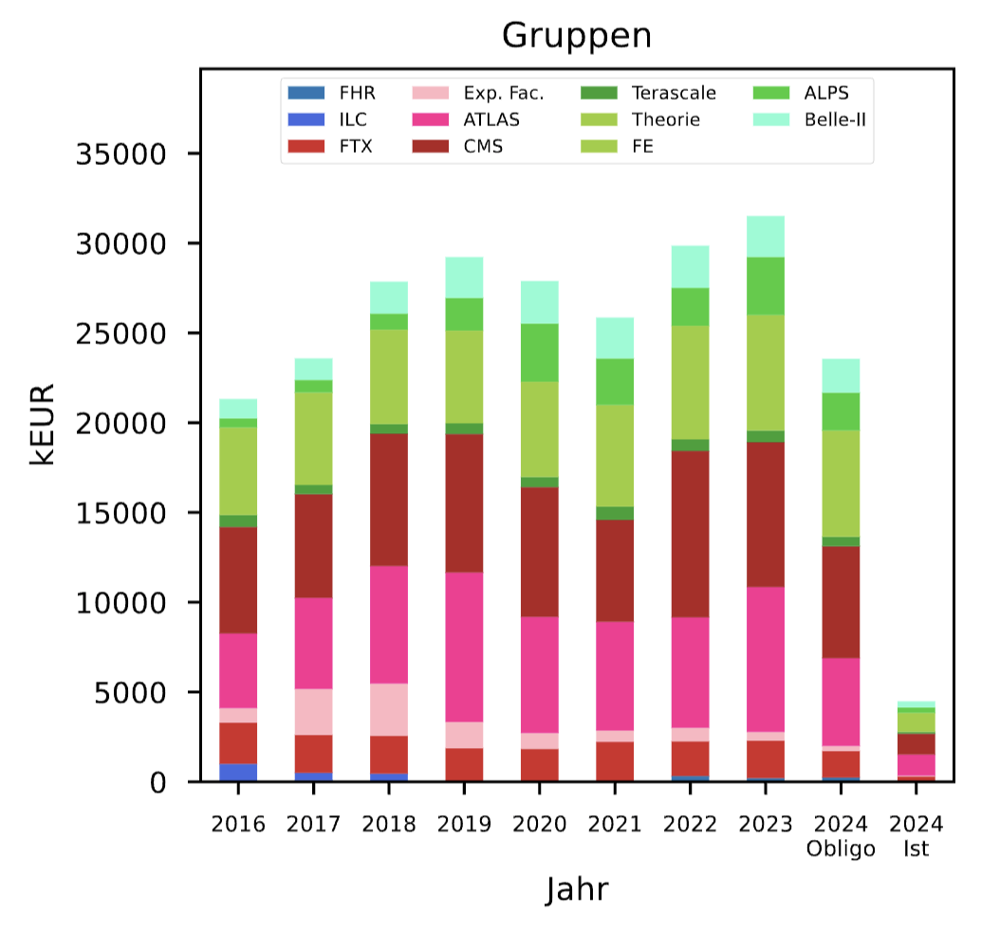 Gruppen
FHR
ILC
FTX
Exp. Fac.
ATLAS
CMS
Terascale
Theorie
FE
ALPS
Belle-II
kEUR
35000
30000
25000
20000
15000
10000
5000
0
2016 2017 2018 2019 2020 2021 2022 2023 2024 2024
Obligo Ist
Jahr